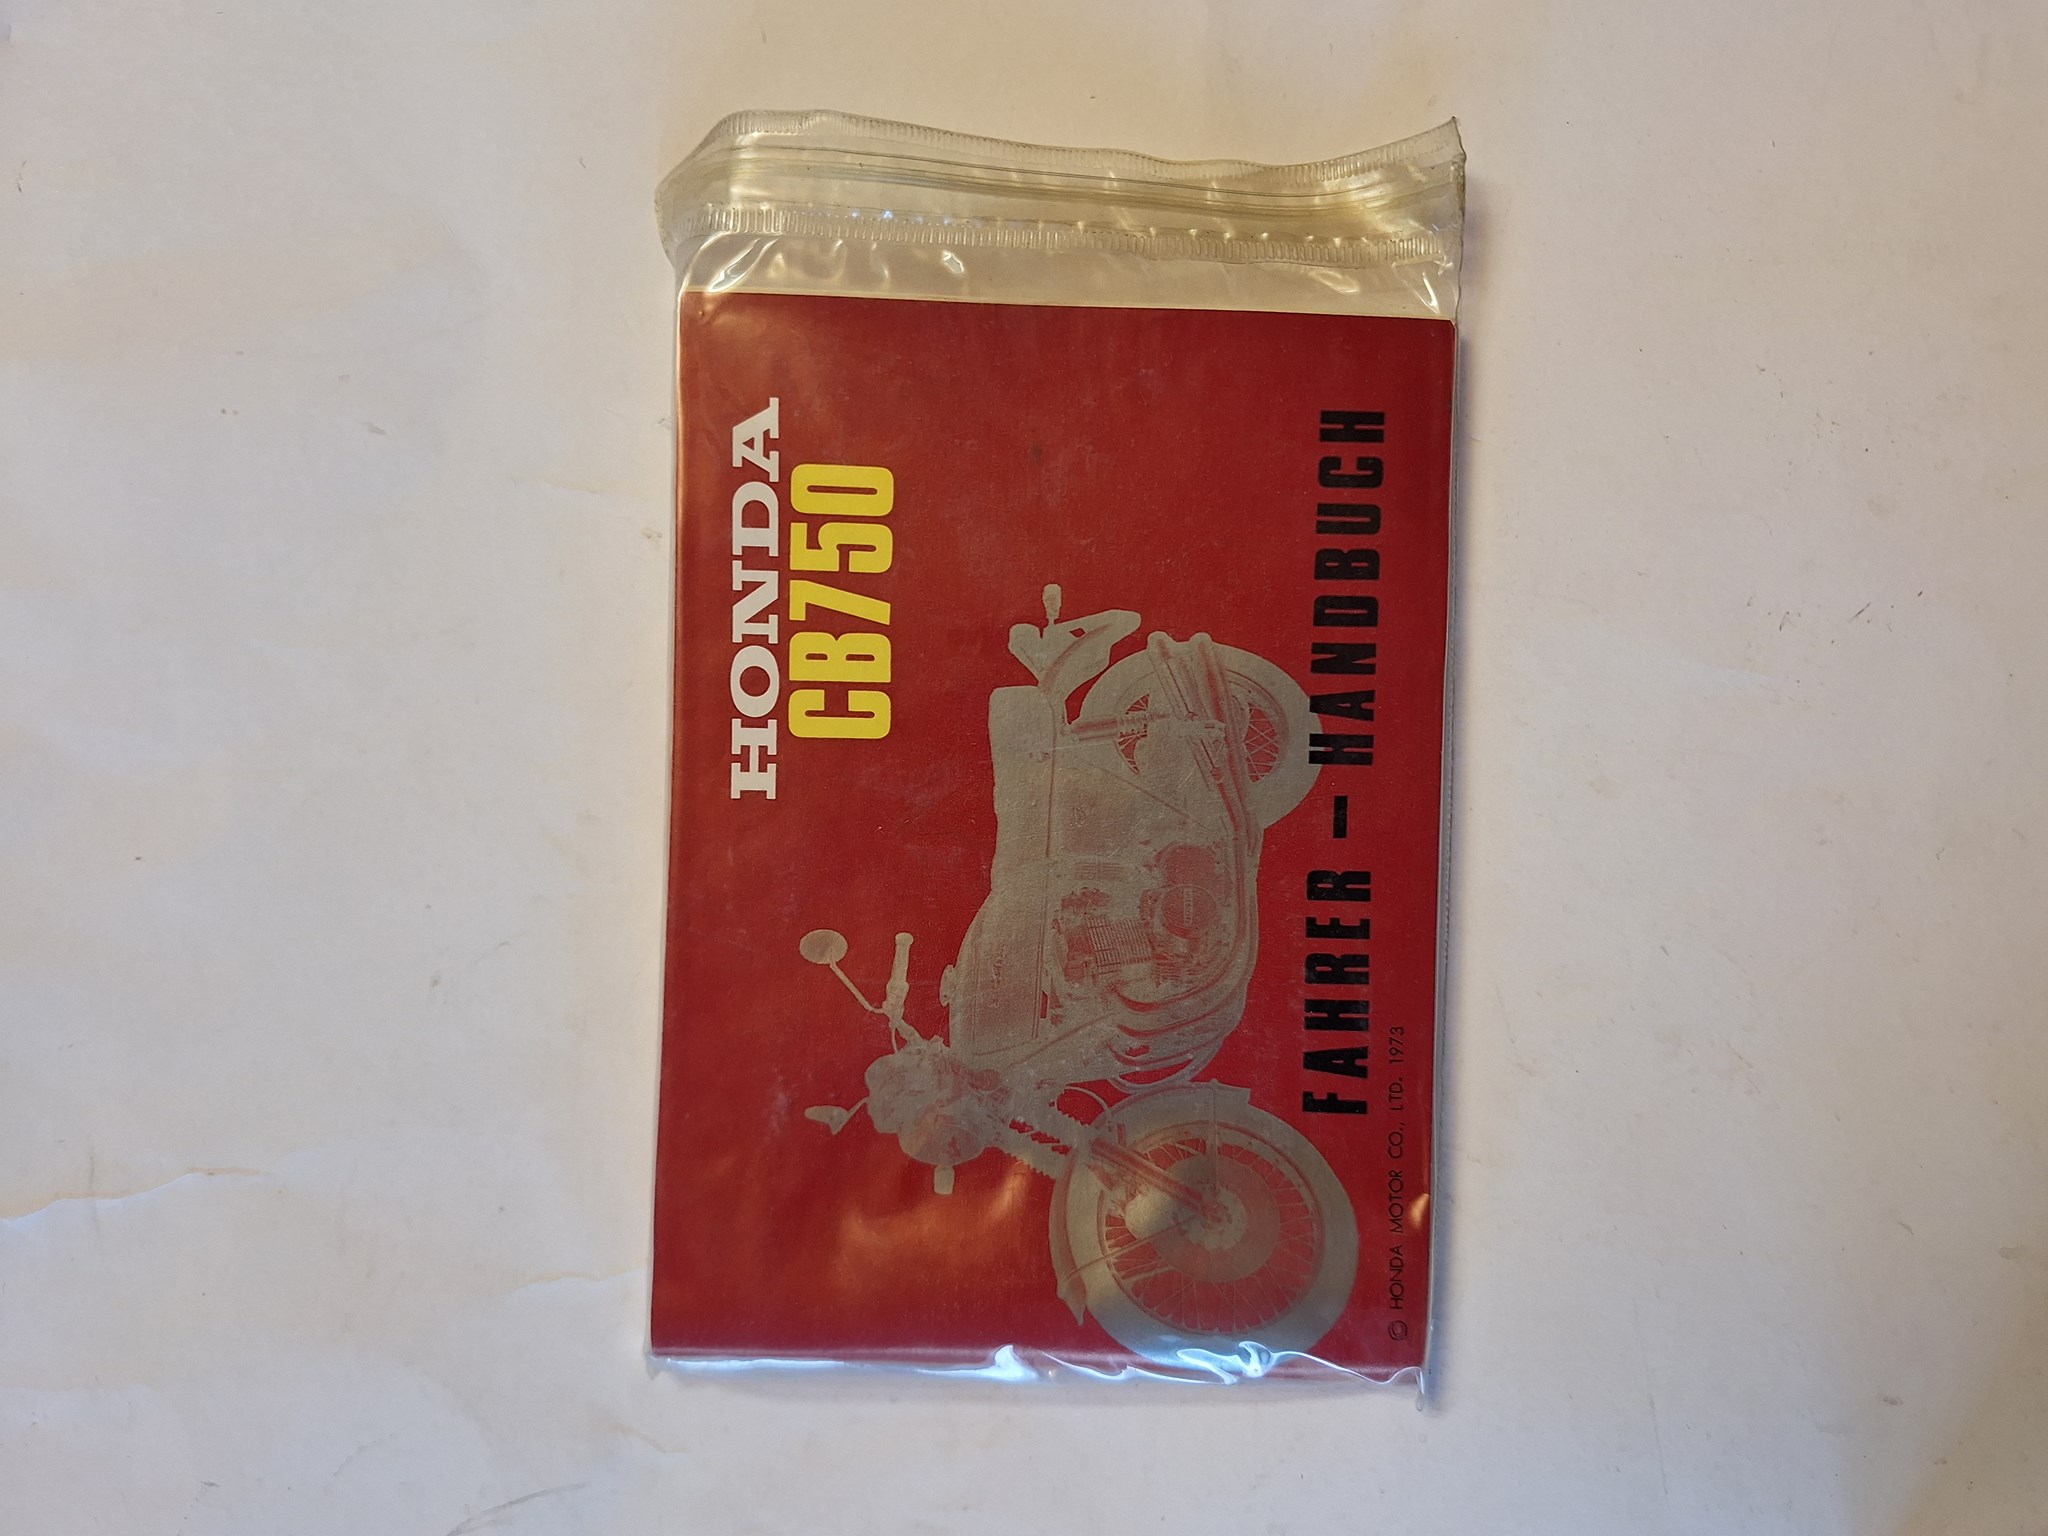 HONDA
CB750
FAHRER – HANDBUCH
© HONDA MOTOR CO., LTD. 1973